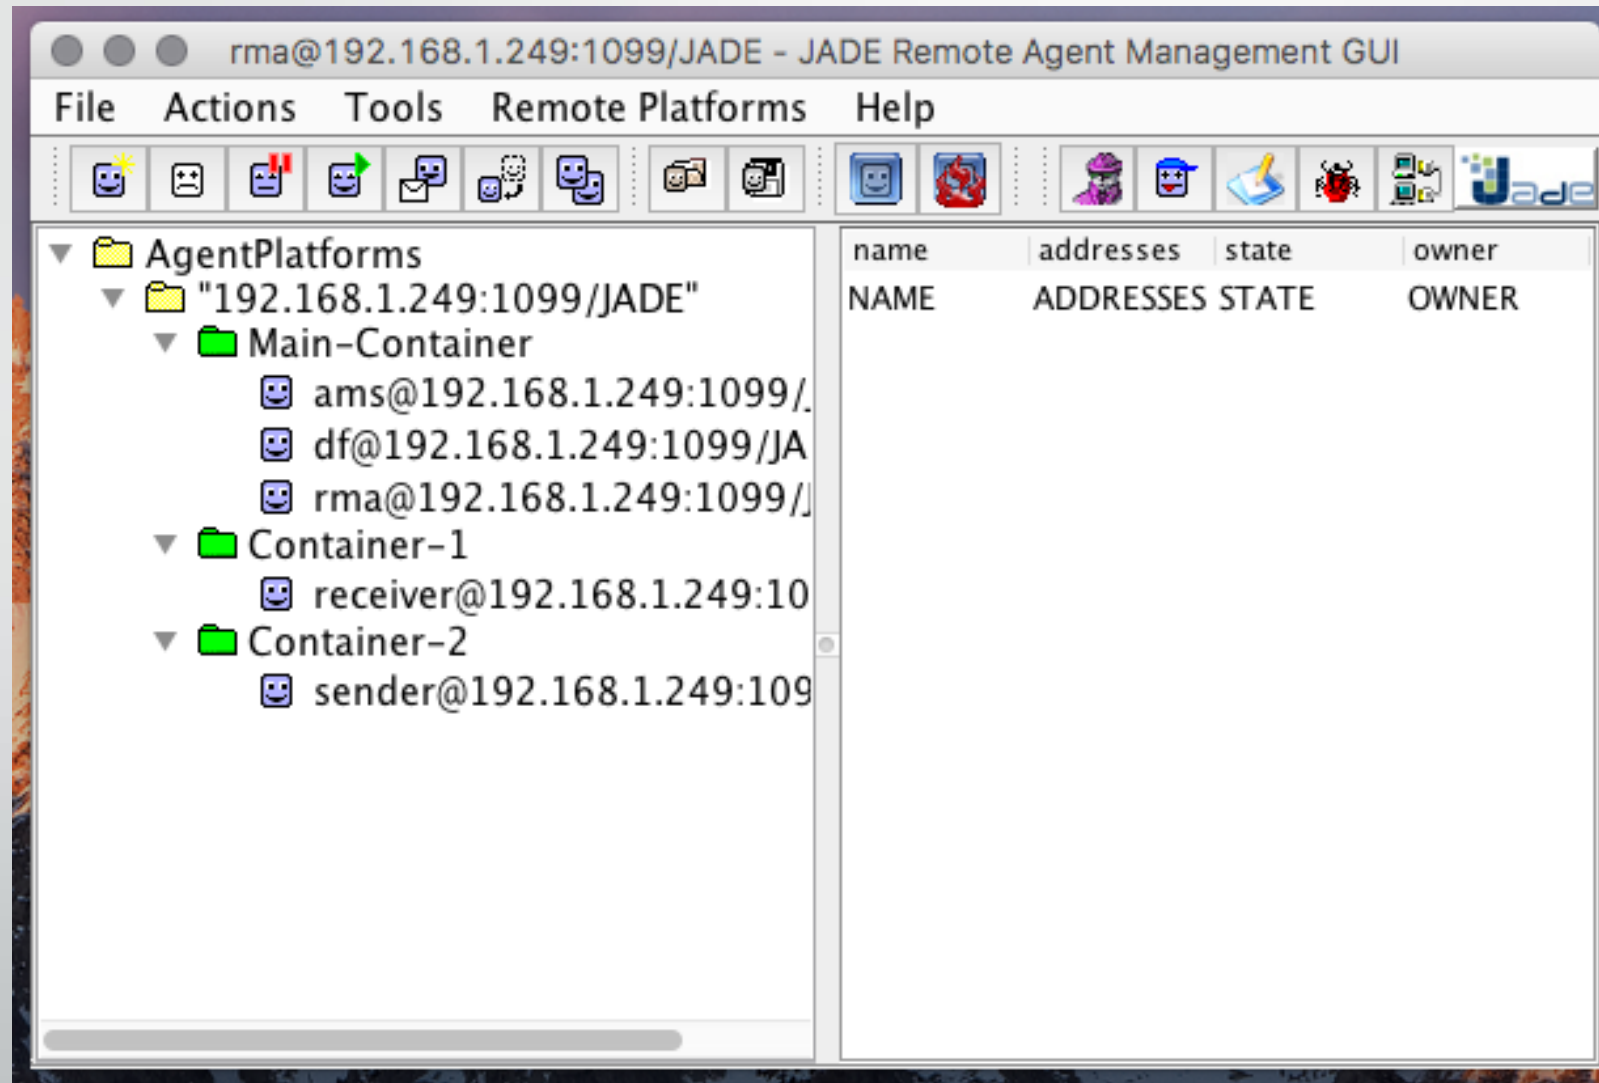 rma@192.168.1.249:1099/JADE - JADE Remote Agent Management GUI
File Actions Tools Remote Platforms Help
Jade
AgentPlatforms
"192.168.1.249:1099/JADE"
Main-Container
ams@192.168.1.249:1099/
df@192.168.1.249:1099/JA
rma@192.168.1.249:1099/J
Container-1
receiver@192.168.1.249:10
Container-2
sender@192.168.1.249:109
name addresses state owner
NAME ADDRESSES STATE OWNER